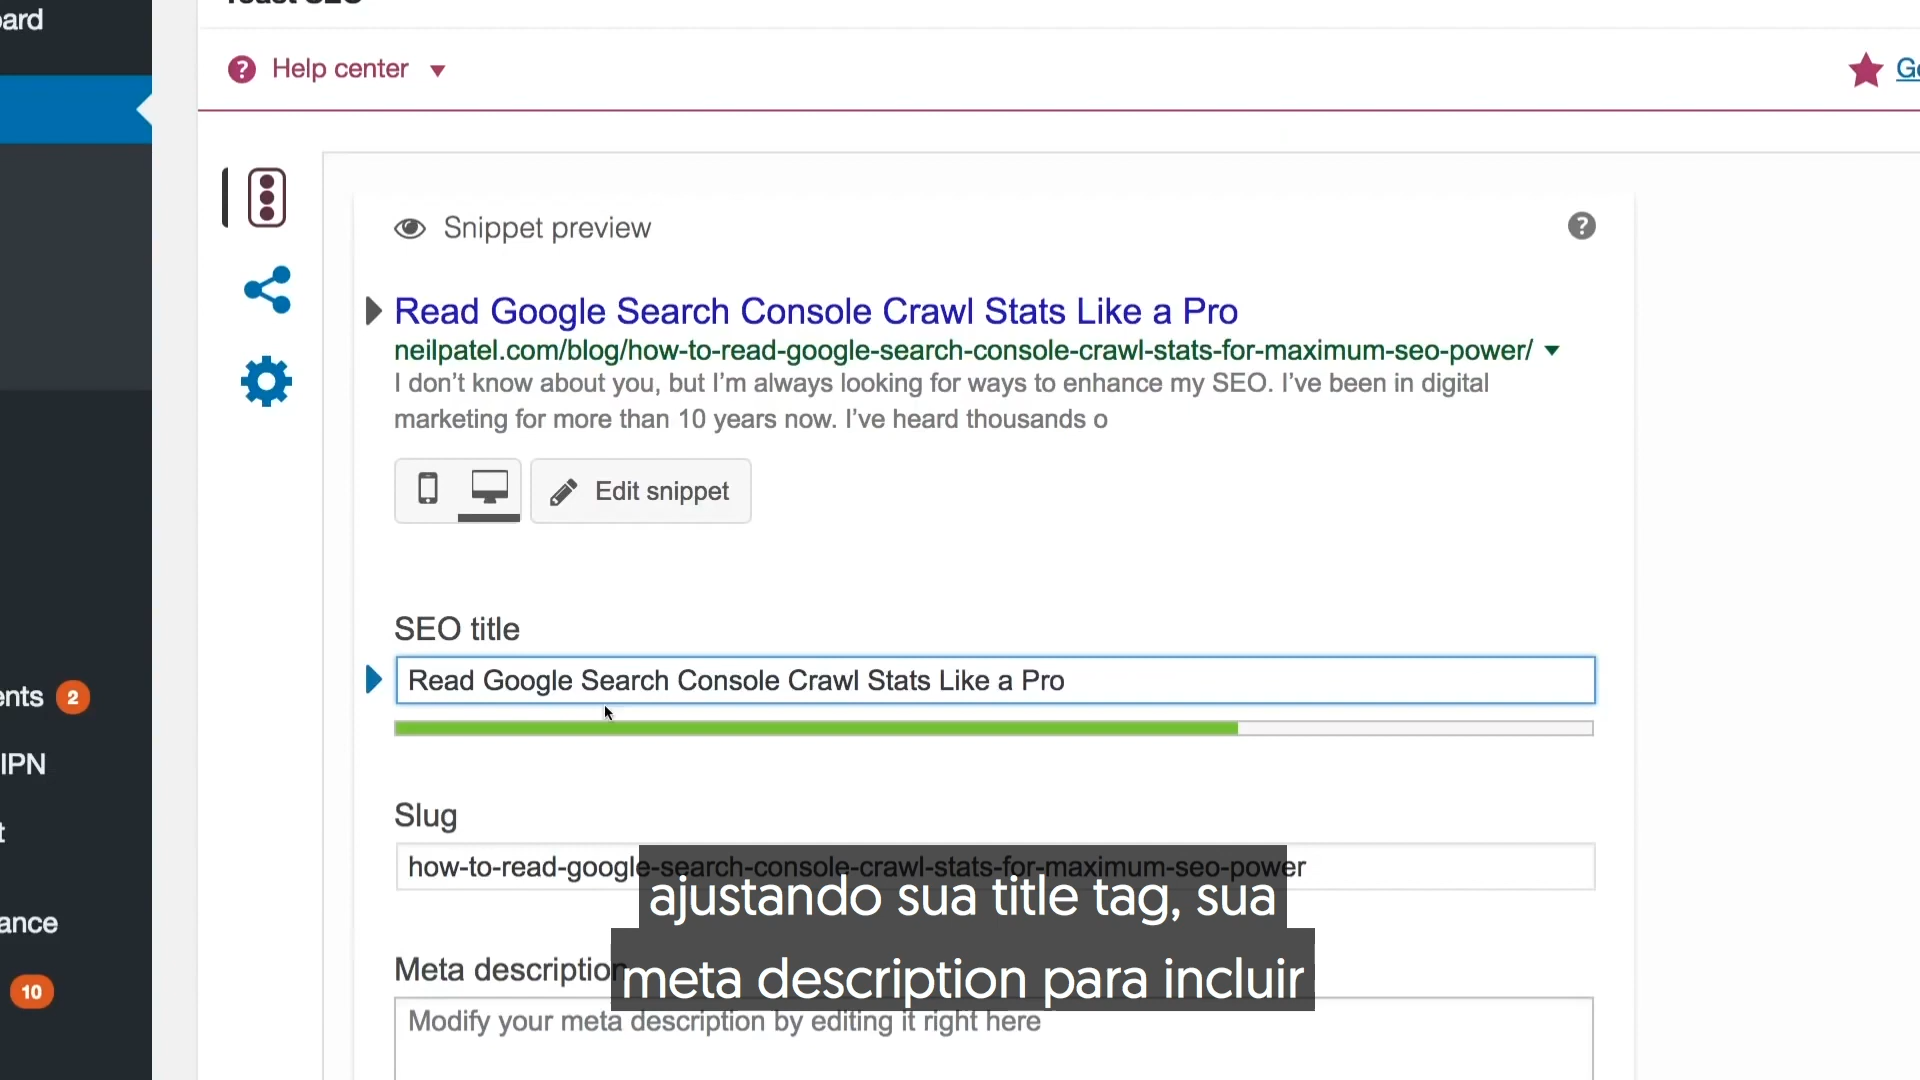 Help center
Snippet preview
Read Google Search Console Crawl Stats Like a Pro
neilpatel.com/blog/how-to-read-google-search-console-crawl-stats-for-maximum-seo-power/
I don’t know about you, but I’m always looking for ways to enhance my SEO. I’ve been in digital
marketing for more than 10 years now. I’ve heard thousands o
Edit snippet
SEO title
Read Google Search Console Crawl Stats Like a Pro
2
IPN
Slug
how-to-read-google-search-console-crawl-stats-for-maximum-seo-power
ajustando sua title tag, sua
Meta description
meta description para incluir
10
Modify your meta description by editing it right here